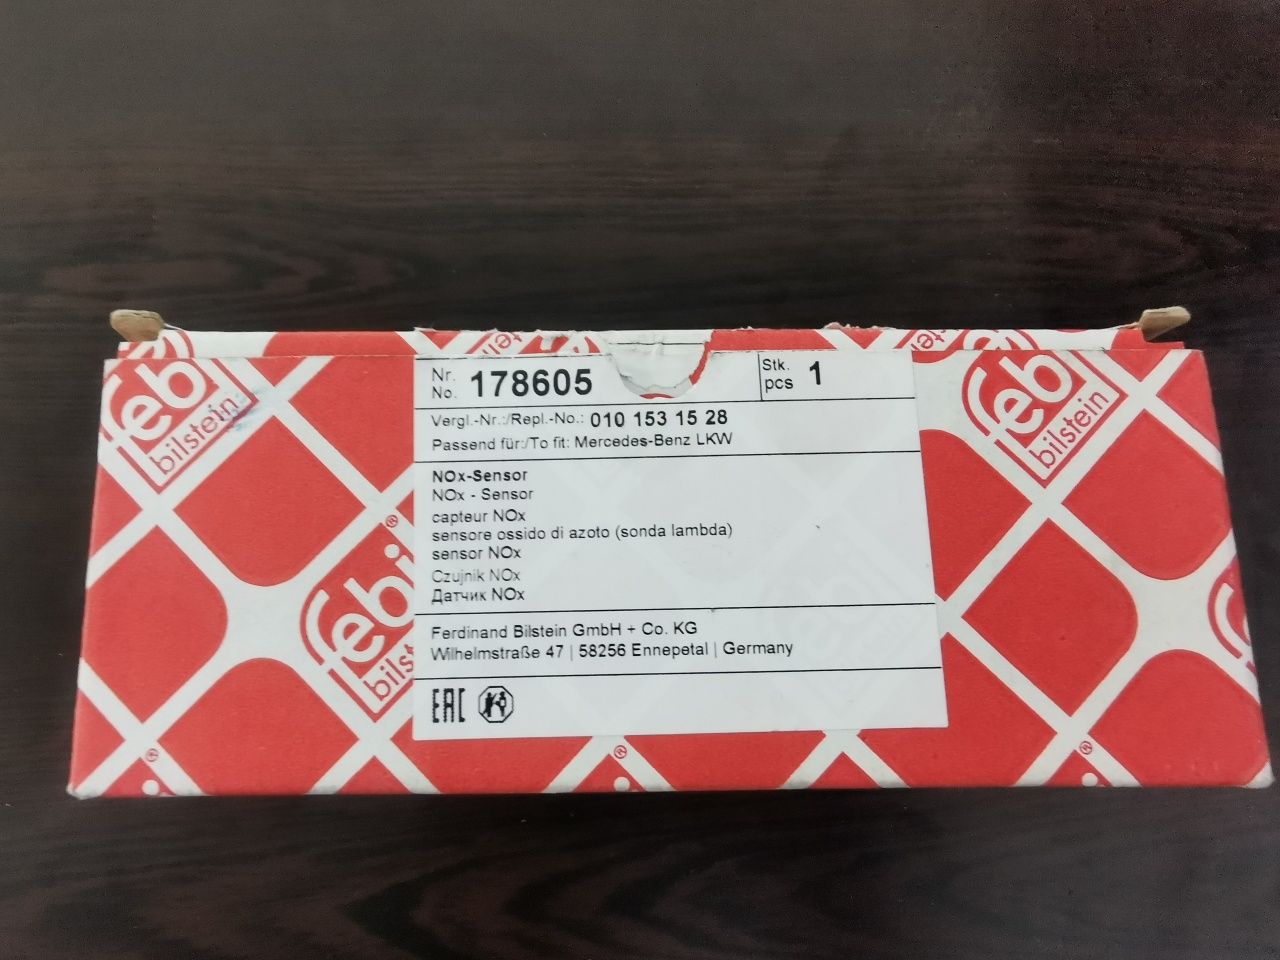 Nr.
No. 178605
Stk.
pcs 1
Vergl.-Nr.:/Repl.-No.: 010 153 15 28
Passend für:/To fit: Mercedes-Benz LKW
NOx-Sensor
NOx - Sensor
capteur NOx
sensore ossido di azoto (sonda lambda)
sensor NOx
Czujnik NOx
Датчик NOx
Ferdinand Bilstein GmbH + Co. KG
Wilhelmstraße 47 | 58256 Ennepetal | Germany
EAC
febi
bilstein
febi
bilstein
febi ®
bilst